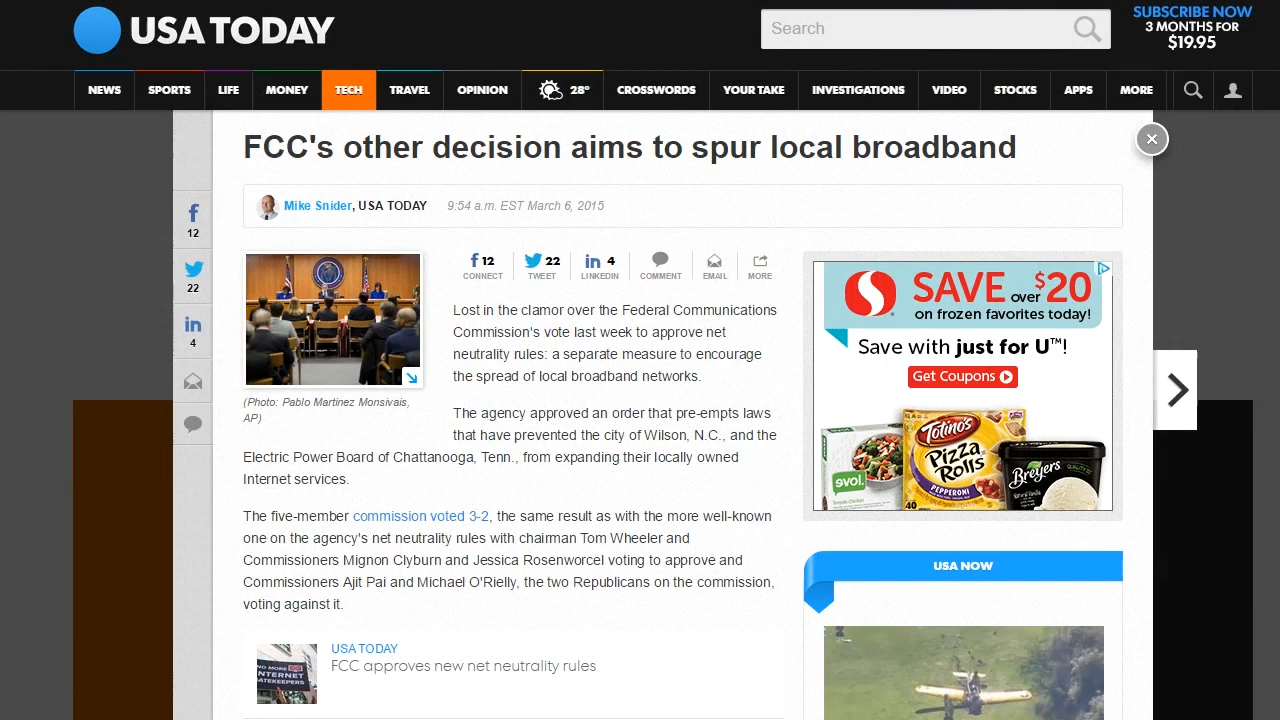 USA TODAY
Search
SUBSCRIBE NOW
3 MONTHS FOR
$19.95
NEWS SPORTS LIFE MONEY TECH TRAVEL OPINION 28° CROSSWORDS YOUR TAKE INVESTIGATIONS VIDEO STOCKS APPS MORE
FCC's other decision aims to spur local broadband
Mike Snider, USA TODAY 9:54 a.m. EST March 6, 2015
f 12
22
in 4
12 CONNECT
22 TWEET
4 LINKEDIN
COMMENT
EMAIL
MORE
(Photo: Pablo Martinez Monsivais,
AP)
Lost in the clamor over the Federal Communications
Commission's vote last week to approve net
neutrality rules: a separate measure to encourage
the spread of local broadband networks.
The agency approved an order that pre-empts laws
that have prevented the city of Wilson, N.C., and the
Electric Power Board of Chattanooga, Tenn., from expanding their locally owned
Internet services.
The five-member commission voted 3-2, the same result as with the more well-known
one on the agency's net neutrality rules with chairman Tom Wheeler and
Commissioners Mignon Clyburn and Jessica Rosenworcel voting to approve and
Commissioners Ajit Pai and Michael O'Rielly, the two Republicans on the commission,
voting against it.
NO MORE
INTERNET
GATEKEEPERS
USA TODAY
FCC approves new net neutrality rules
SAVE over $20
on frozen favorites today!
Save with just for U™!
Get Coupons
evol.
Totino's
Pizza
Rolls
PEPPERONI
40
Breyers
USA NOW